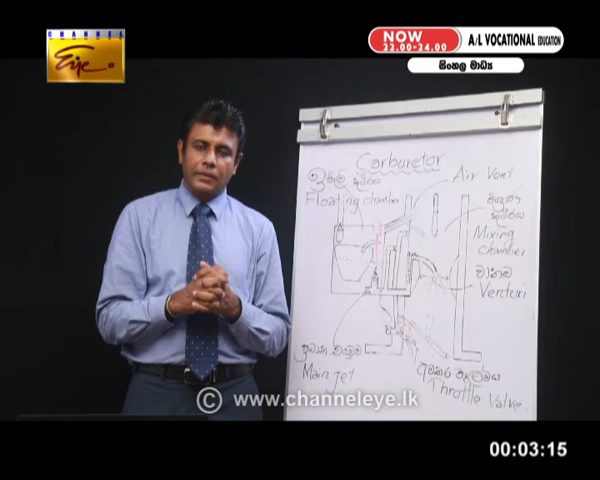 CHANNEL
Eye
NOW
22.00-24.00
A/L VOCATIONAL EDUCATION
සිංහල මාධ්‍ය
Carburetor
Air Vent
Floating chamber
Mixing
chamber
Venturi
Main jet
Throttle Valve
© www.channeleye.lk
00:03:15